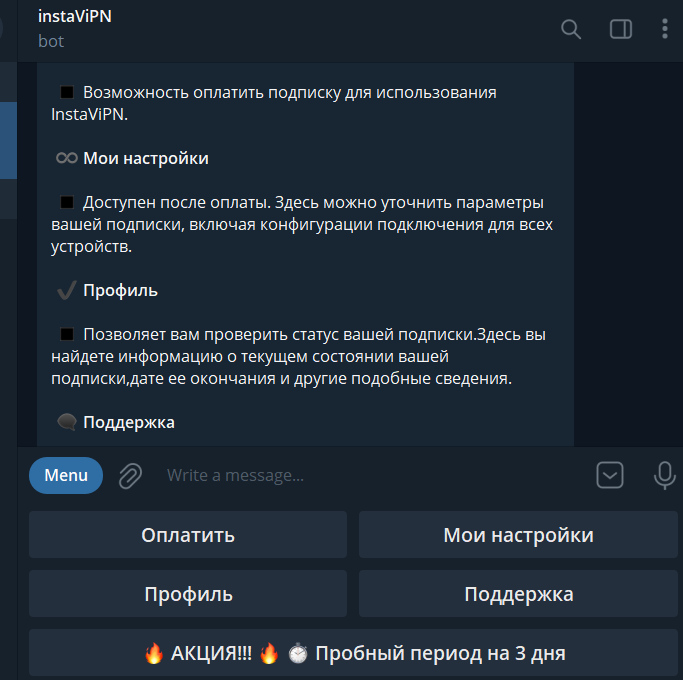 instaViPN
bot
Возможность оплатить подписку для использования
InstaViPN.
Мои настройки
Доступен после оплаты. Здесь можно уточнить параметры
вашей подписки, включая конфигурации подключения для всех
устройств.
Профиль
Позволяет вам проверить статус вашей подписки.Здесь вы
найдете информацию о текущем состоянии вашей
подписки,дате ее окончания и другие подобные сведения.
Поддержка
Menu
Write a message...
Оплатить
Мои настройки
Профиль
Поддержка
🔥 АКЦИЯ!!! 🔥 ⏱ Пробный период на 3 дня